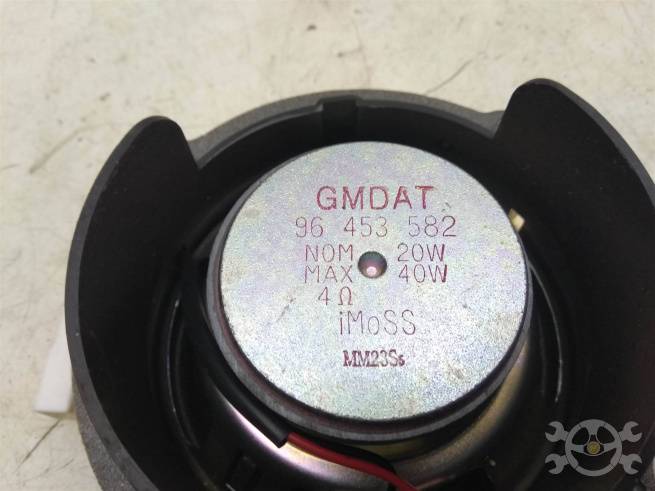 GMDAT
96 453 582
NOM 20W
MAX 40W
4Ω
iMoSS
MM23S